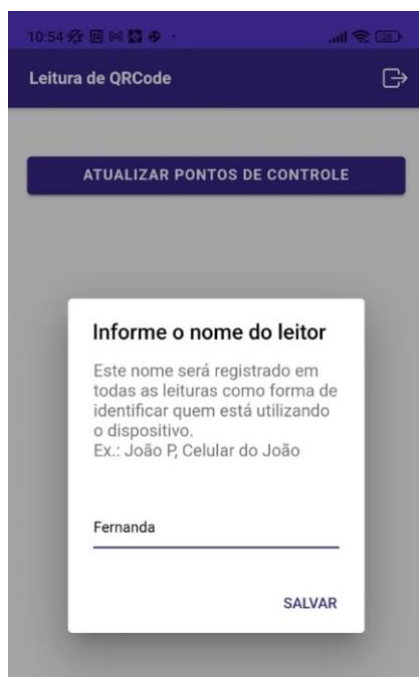 10:54
Leitura de QRCode
ATUALIZAR PONTOS DE CONTROLE
Informe o nome do leitor
Este nome será registrado em
todas as leituras como forma de
identificar quem está utilizando
o dispositivo.
Ex.: João P, Celular do João
Fernanda
SALVAR